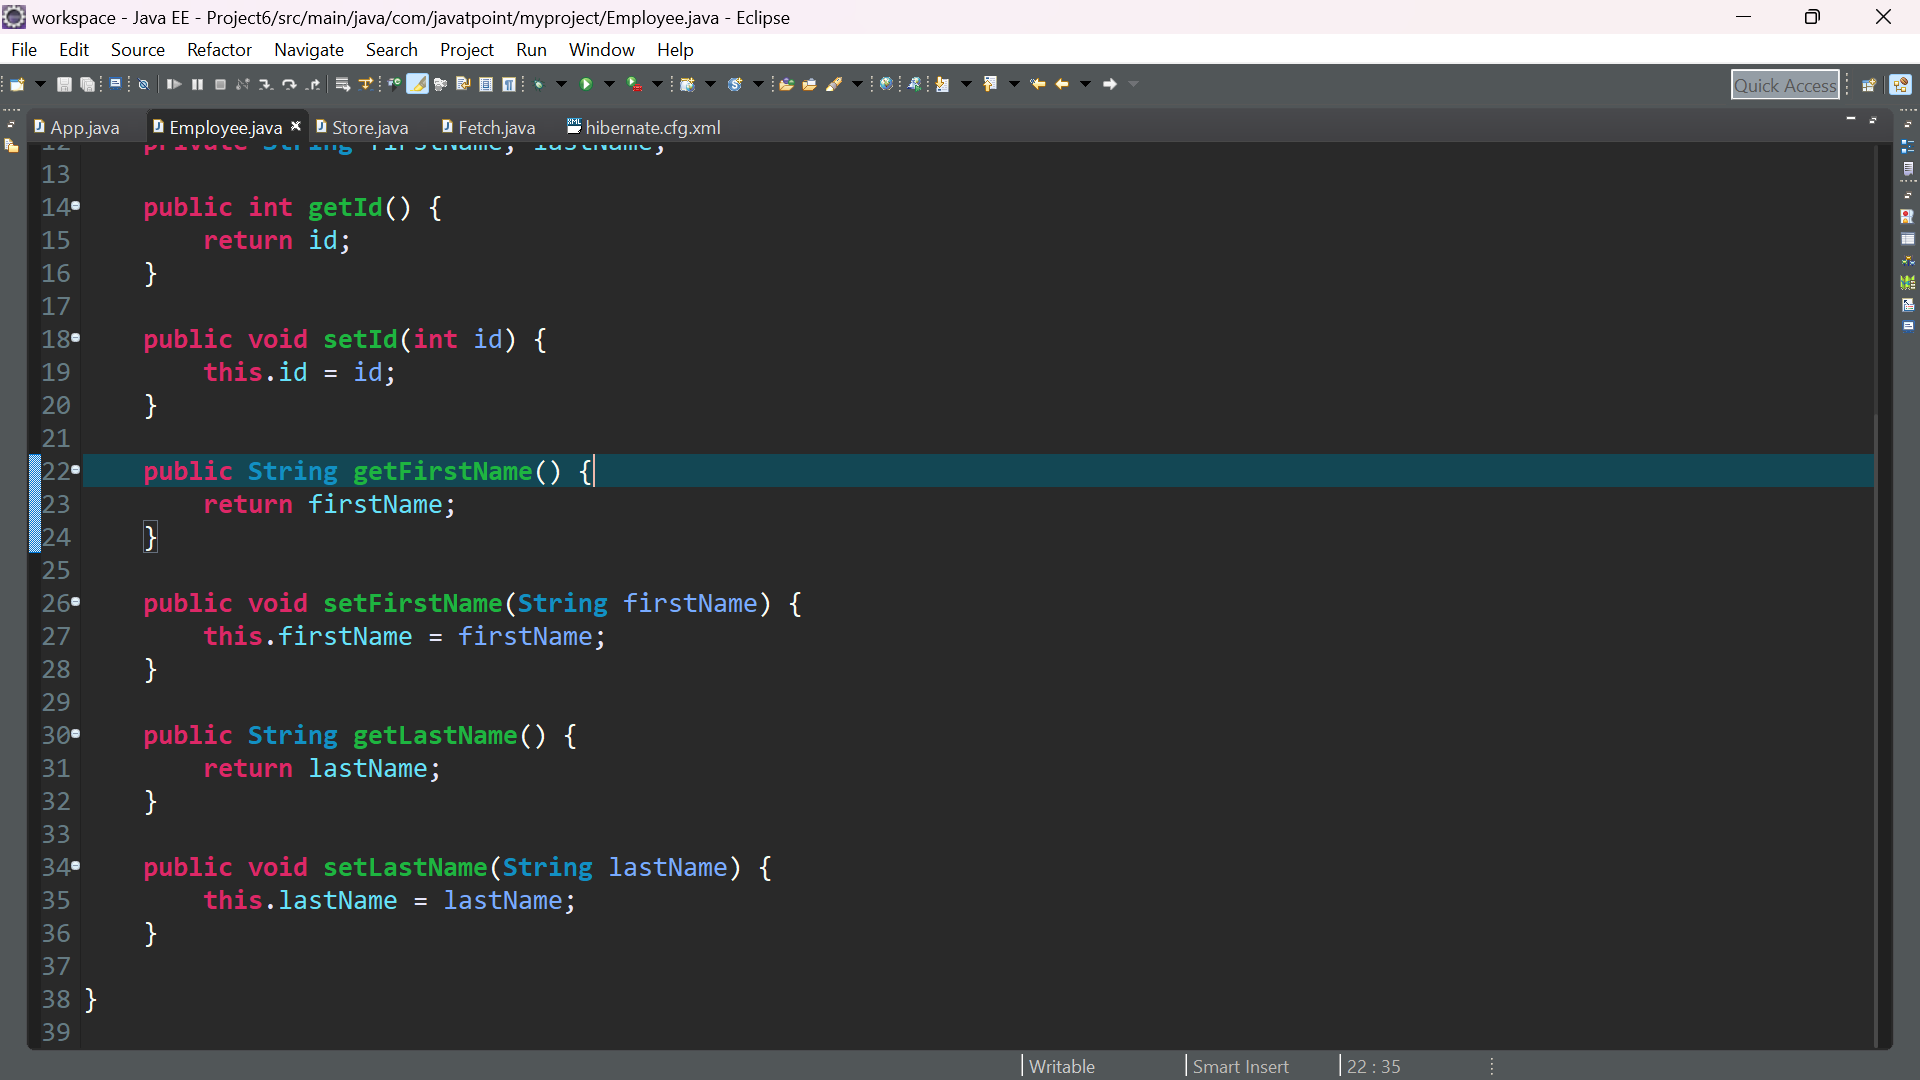 workspace - Java EE - Project6/src/main/java/com/javatpoint/myproject/Employee.java - Eclipse
File Edit Source Refactor Navigate Search Project Run Window Help
Quick Access
App.java Employee.java Store.java Fetch.java hibernate.cfg.xml
12 private String firstName, lastName;
13
14 public int getId() {
15 return id;
16 }
17
18 public void setId(int id) {
19 this.id = id;
20 }
21
22 public String getFirstName() {
23 return firstName;
24 }
25
26 public void setFirstName(String firstName) {
27 this.firstName = firstName;
28 }
29
30 public String getLastName() {
31 return lastName;
32 }
33
34 public void setLastName(String lastName) {
35 this.lastName = lastName;
36 }
37
38 }
39
Writable Smart Insert 22 : 35